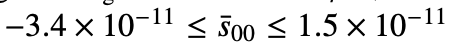 −3.4 × 10⁻¹¹ ≤ s̄₀₀ ≤ 1.5 × 10⁻¹¹